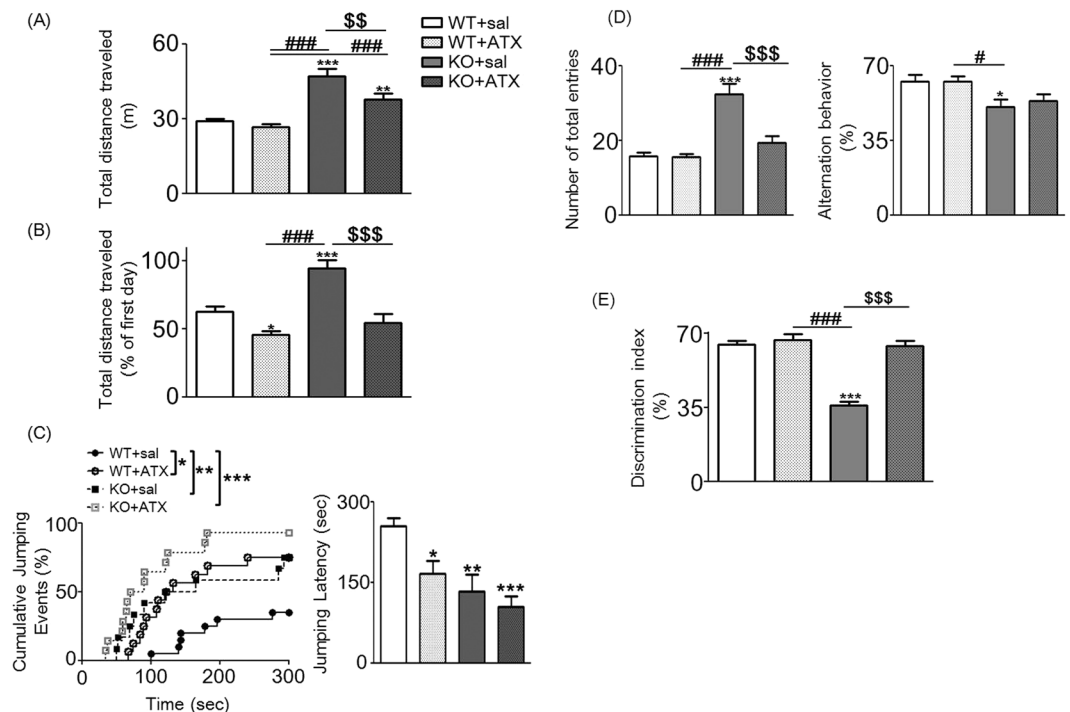 (A)
Total distance traveled
(m)
60
30
0
###
$$
###
***
**
WT+sal
WT+ATX
KO+sal
KO+ATX
(B)
Total distance traveled
(% of first day)
100
50
0
###
$$$
*
***
(C)
WT+sal
WT+ATX
KO+sal
KO+ATX
*
**
***
Cumulative Jumping
Events (%)
100
50
0
0
100
200
300
Time (sec)
Jumping Latency (sec)
300
150
0
*
**
***
(D)
Number of total entries
40
20
0
###
$$$
***
Alternation behavior
(%)
70
35
0
#
*
(E)
Discrimination index
(%)
70
35
0
###
$$$
***